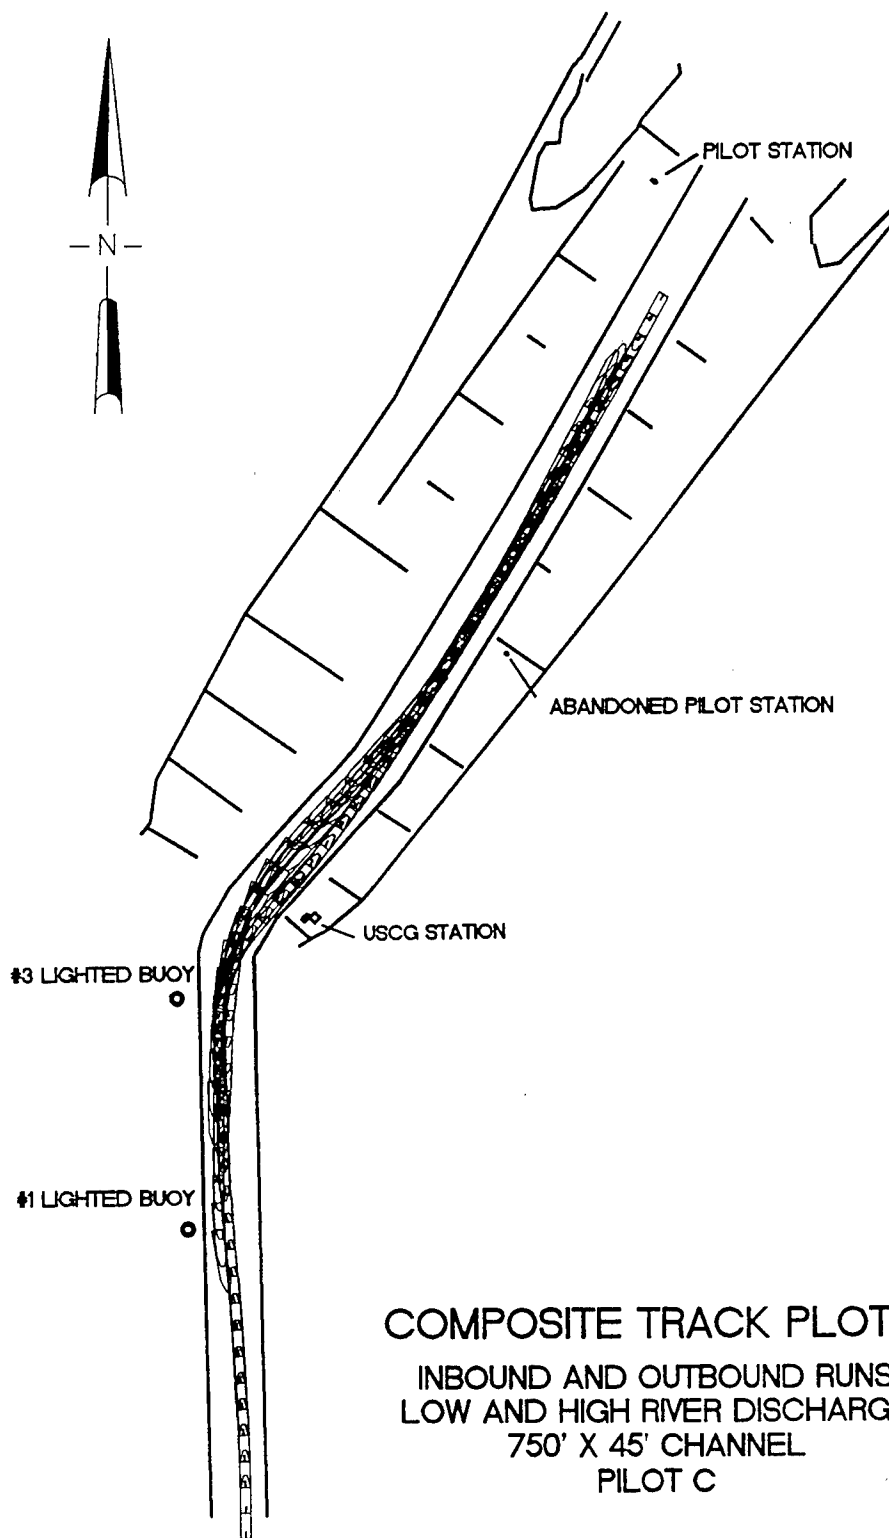 PILOT STATION
- N -
ABANDONED PILOT STATION
USCG STATION
#3 LIGHTED BUOY
#1 LIGHTED BUOY
COMPOSITE TRACK PLOT
INBOUND AND OUTBOUND RUNS
LOW AND HIGH RIVER DISCHARG
750' X 45' CHANNEL
PILOT C